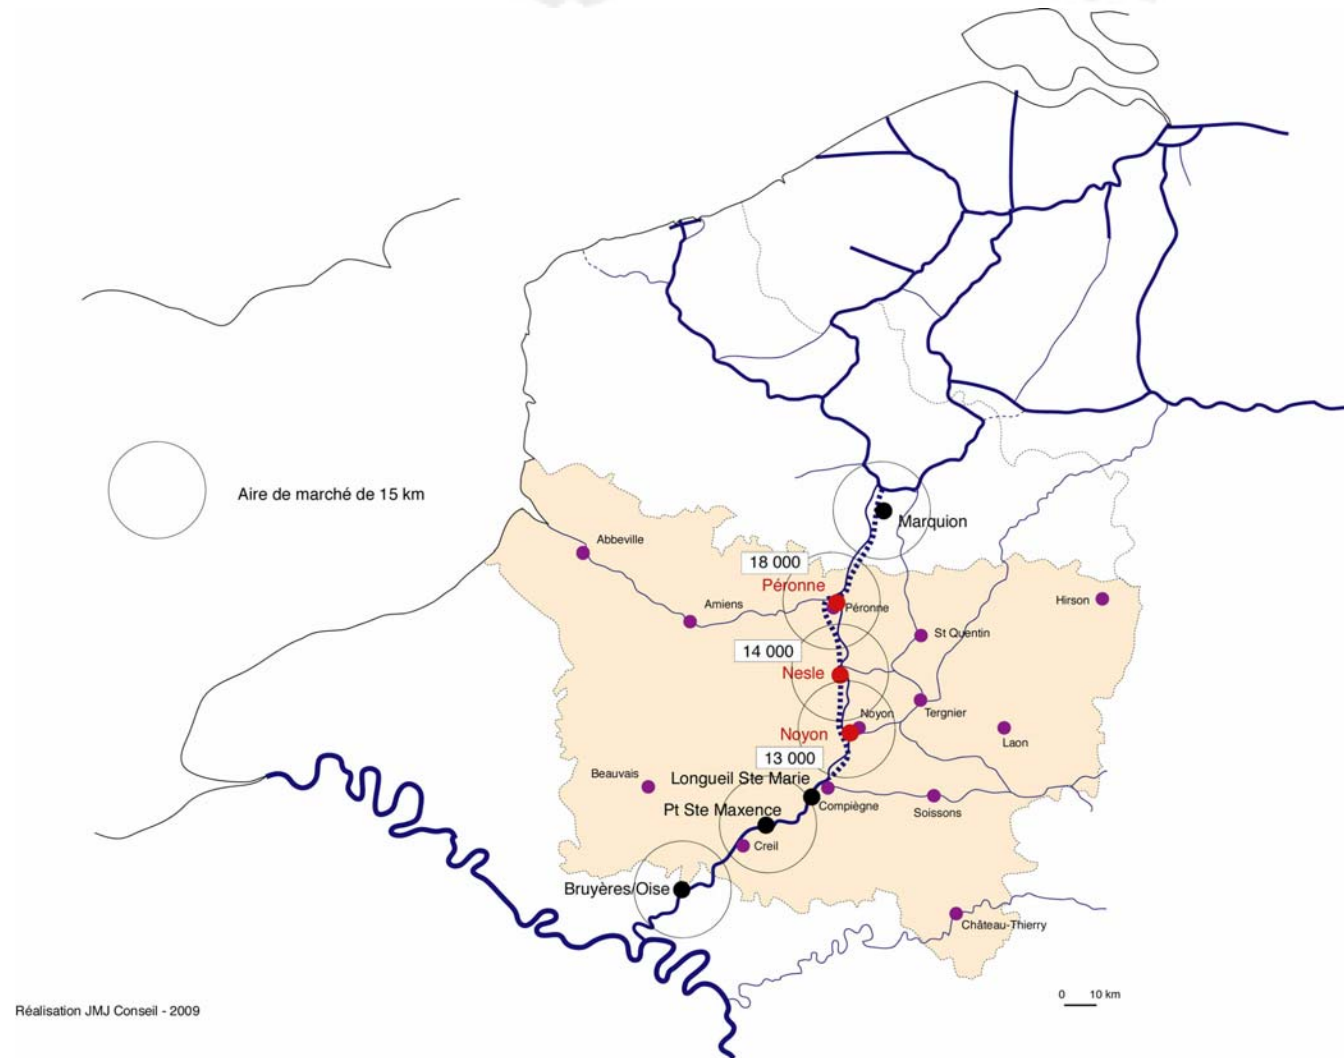 Aire de marché de 15 km
Marquion
Abbeville
18 000
Péronne
Amiens
Péronne
Hirson
St Quentin
14 000
Nesle
Noyon
Tergnier
Noyon
Laon
13 000
Beauvais
Longueil Ste Marie
Compiègne
Soissons
Pt Ste Maxence
Creil
Bruyères/Oise
Château-Thierry
0 10 km
Réalisation JMJ Conseil - 2009